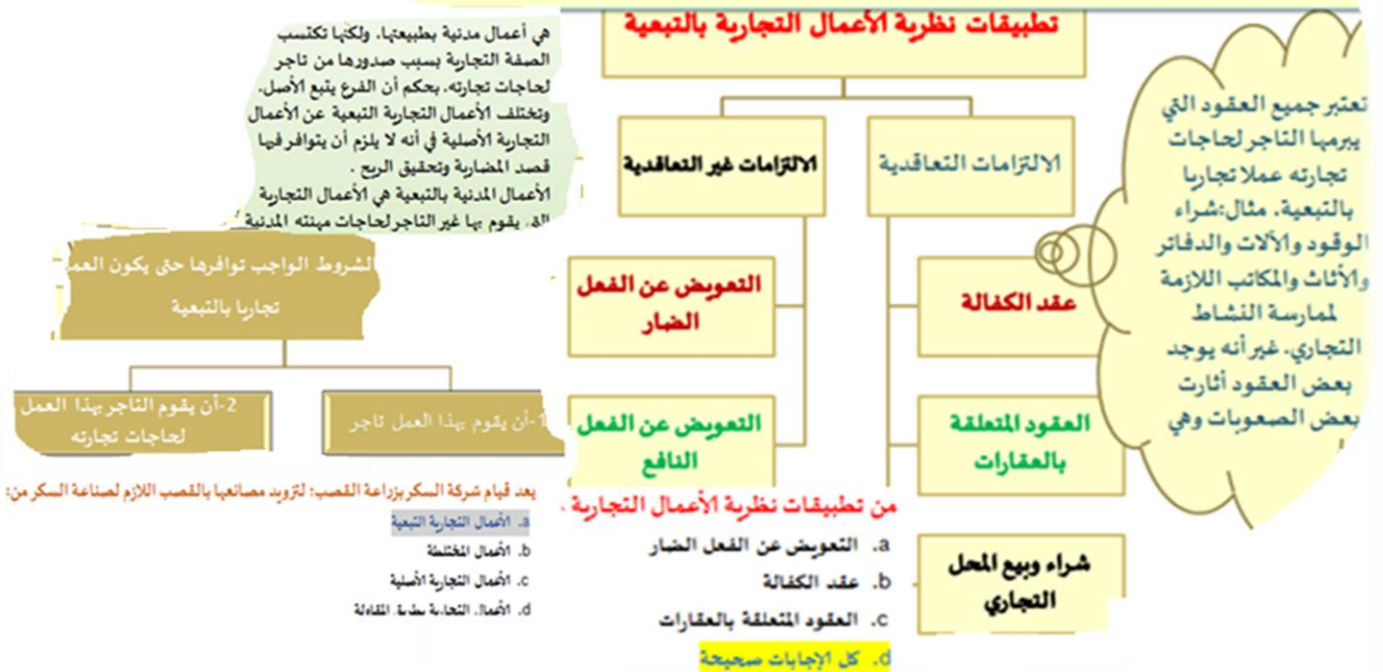 تطبيقات نظرية الأعمال التجارية بالتبعية
الالتزامات التعاقدية
الالتزامات غير التعاقدية
عقد الكفالة
العقود المتعلقة
بالعقارات
شراء وبيع المحل
التجاري
التعويض عن الفعل
الضار
التعويض عن الفعل
النافع
تعتبر جميع العقود التي
يبرمها التاجر لحاجات
تجارته عملا تجاريا
بالتبعية. مثال:شراء
الوقود والآلات والدفاتر
والأثاث والمكاتب اللازمة
لممارسة النشاط
التجاري. غير أنه يوجد
بعض العقود أثارت
بعض الصعوبات وهي
هي أعمال مدنية بطبيعتها. ولكنها تكتسب
الصفة التجارية بسبب صدورها من تاجر
لحاجات تجارته. بحكم أن الفرع يتبع الأصل.
وتختلف الأعمال التجارية التبعية عن الأعمال
التجارية الأصلية في أنه لا يلزم أن يتوافر فيها
قصد المضاربة وتحقيق الربح .
الأعمال المدنية بالتبعية هي الأعمال التجارية
التي يقوم بها غير التاجر لحاجات مهنته المدنية
الشروط الواجب توافرها حتى يكون العمل
تجاريا بالتبعية
1-أن يقوم بهذا العمل تاجر
2-أن يقوم التاجر بهذا العمل
لحاجات تجارته
من تطبيقات نظرية الأعمال التجارية .
a. التعويض عن الفعل الضار
b. عقد الكفالة
c. العقود المتعلقة بالعقارات
d. كل الإجابات صحيحة
يعد قيام شركة السكر بزراعة القصب؛ لتزويد مصانعها بالقصب اللازم لصناعة السكر من:
a. الأعمال التجارية التبعية
b. الأعمال المختلطة
c. الأعمال التجارية الأصلية
d. الأعمال التجارية بطريق المقاولة